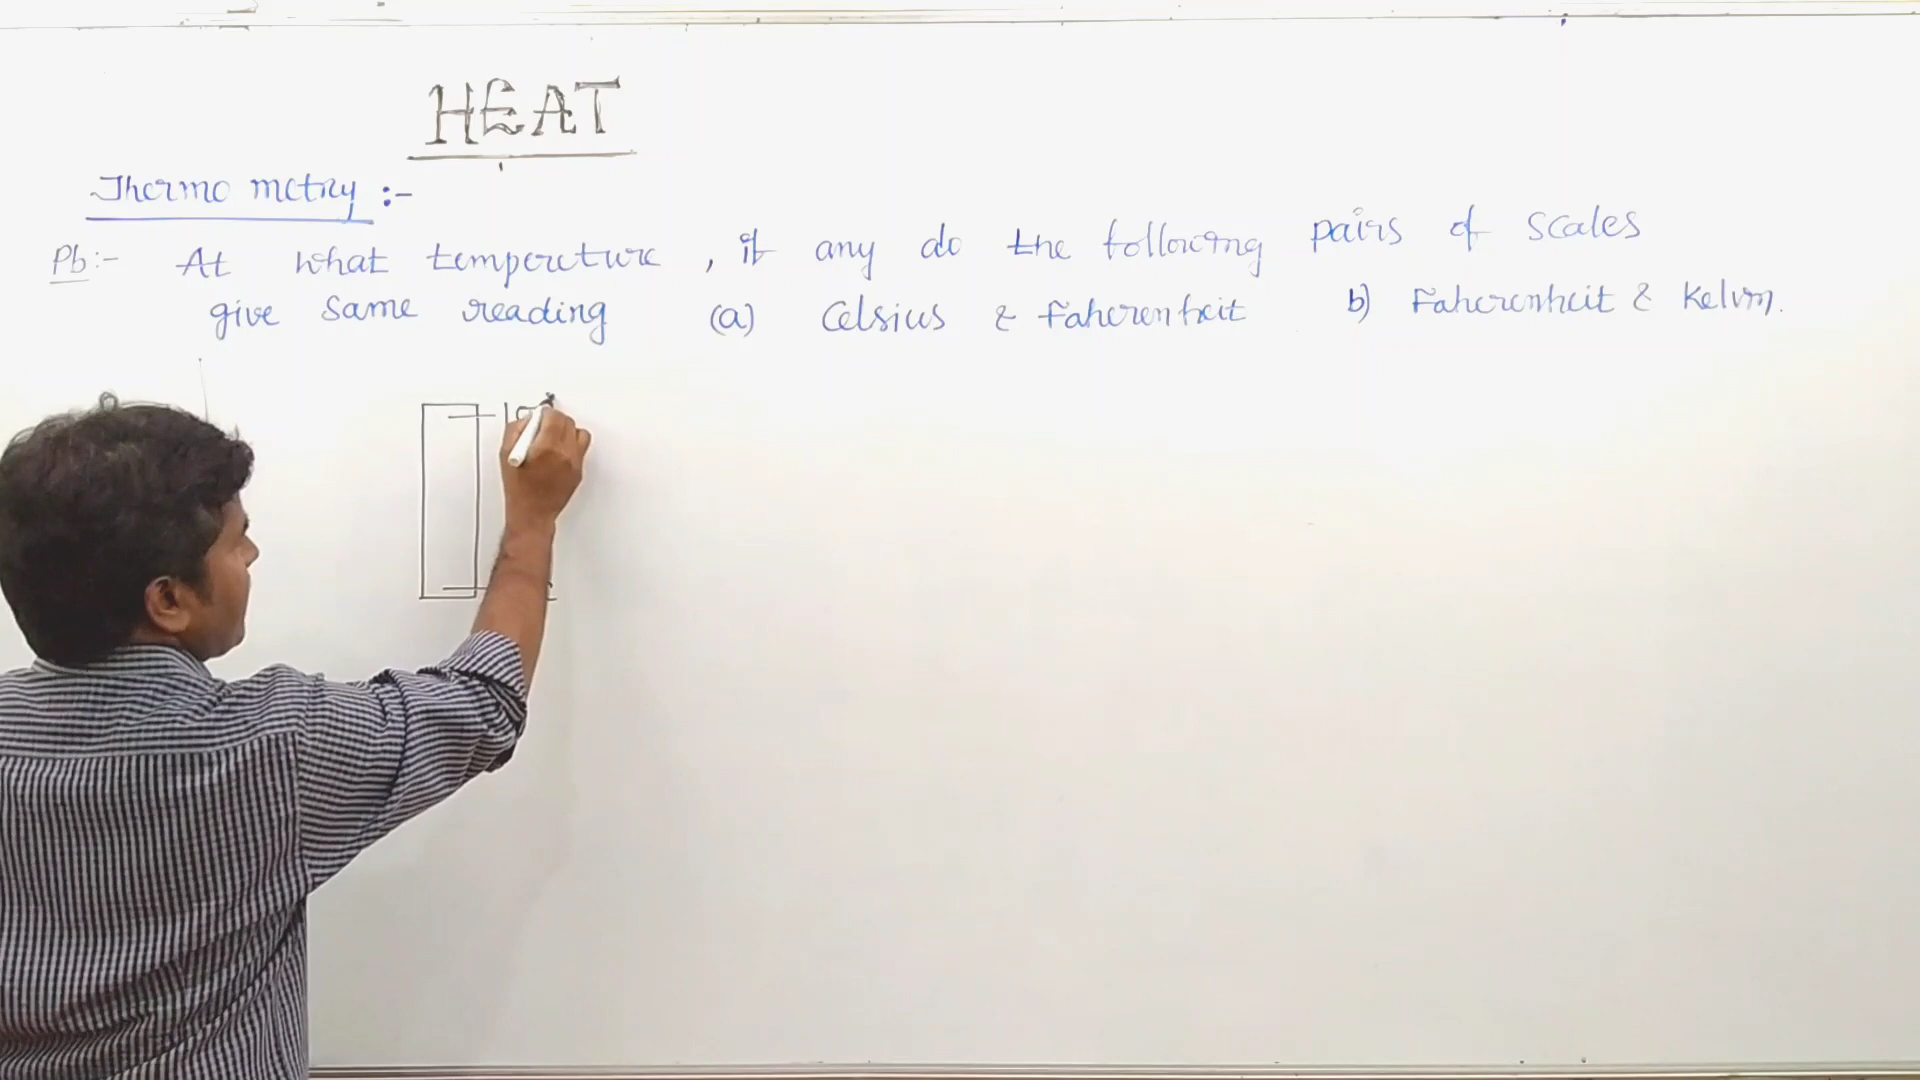 HEAT
Thermo metry :-
Pb:- At what temperature , if any do the following pairs of scales
give same reading (a) Celsius & Faherenheit b) Faherenheit & Kelvin.